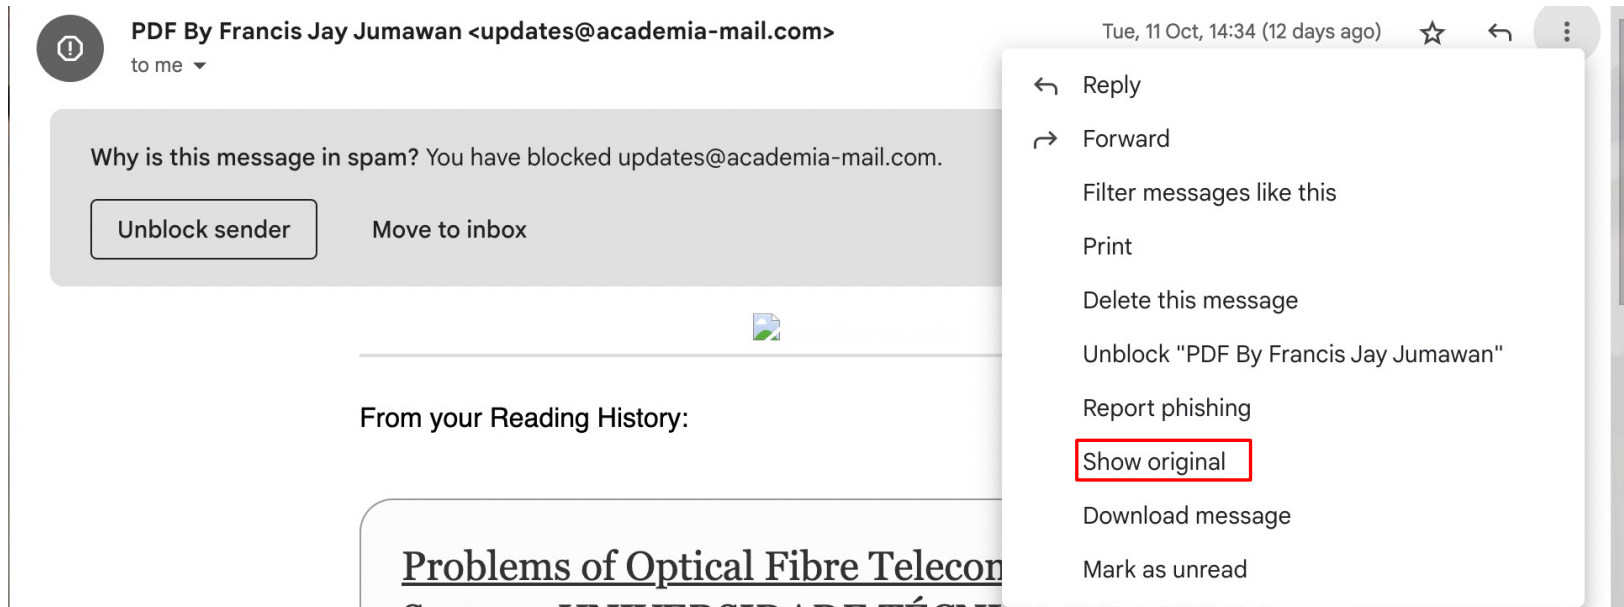 PDF By Francis Jay Jumawan <updates@academia-mail.com>
Tue, 11 Oct, 14:34 (12 days ago)
to me
Why is this message in spam? You have blocked updates@academia-mail.com.
Unblock sender
Move to inbox
From your Reading History:
Problems of Optical Fibre
Reply
Forward
Filter messages like this
Print
Delete this message
Unblock "PDF By Francis Jay Jumawan"
Report phishing
Show original
Download message
Mark as unread